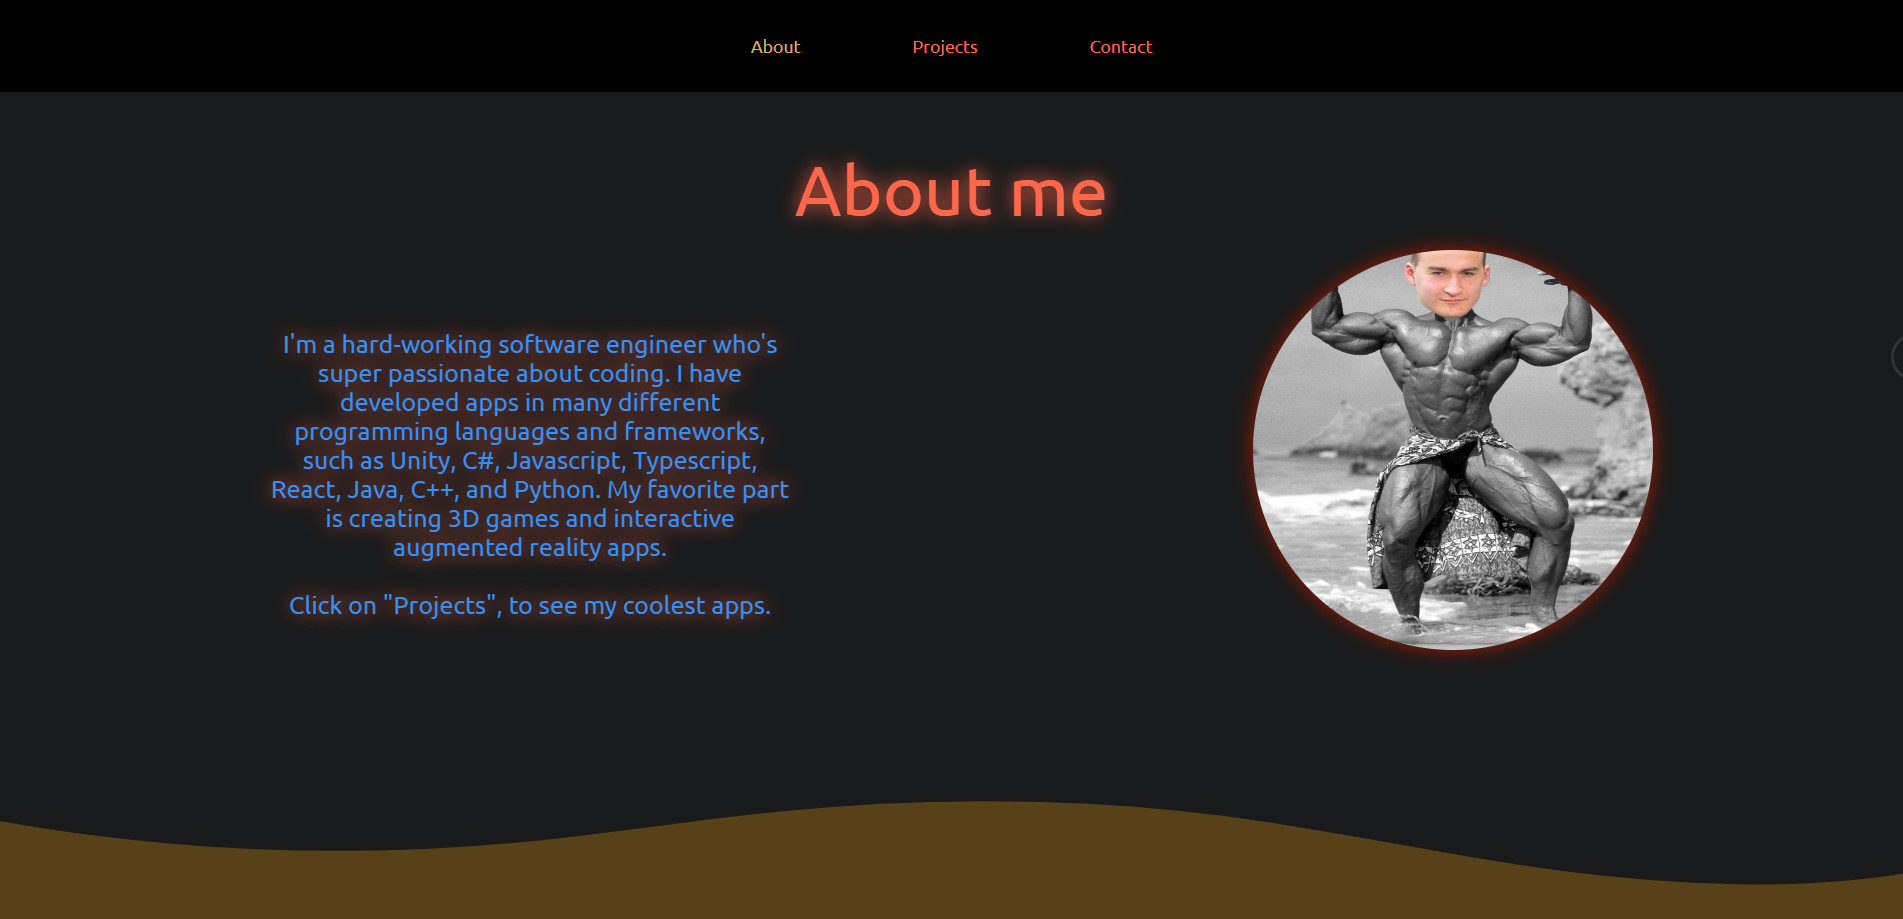 About Projects Contact
About me
I'm a hard-working software engineer who's
super passionate about coding. I have
developed apps in many different
programming languages and frameworks,
such as Unity, C#, Javascript, Typescript,
React, Java, C++, and Python. My favorite part
is creating 3D games and interactive
augmented reality apps.
Click on "Projects", to see my coolest apps.